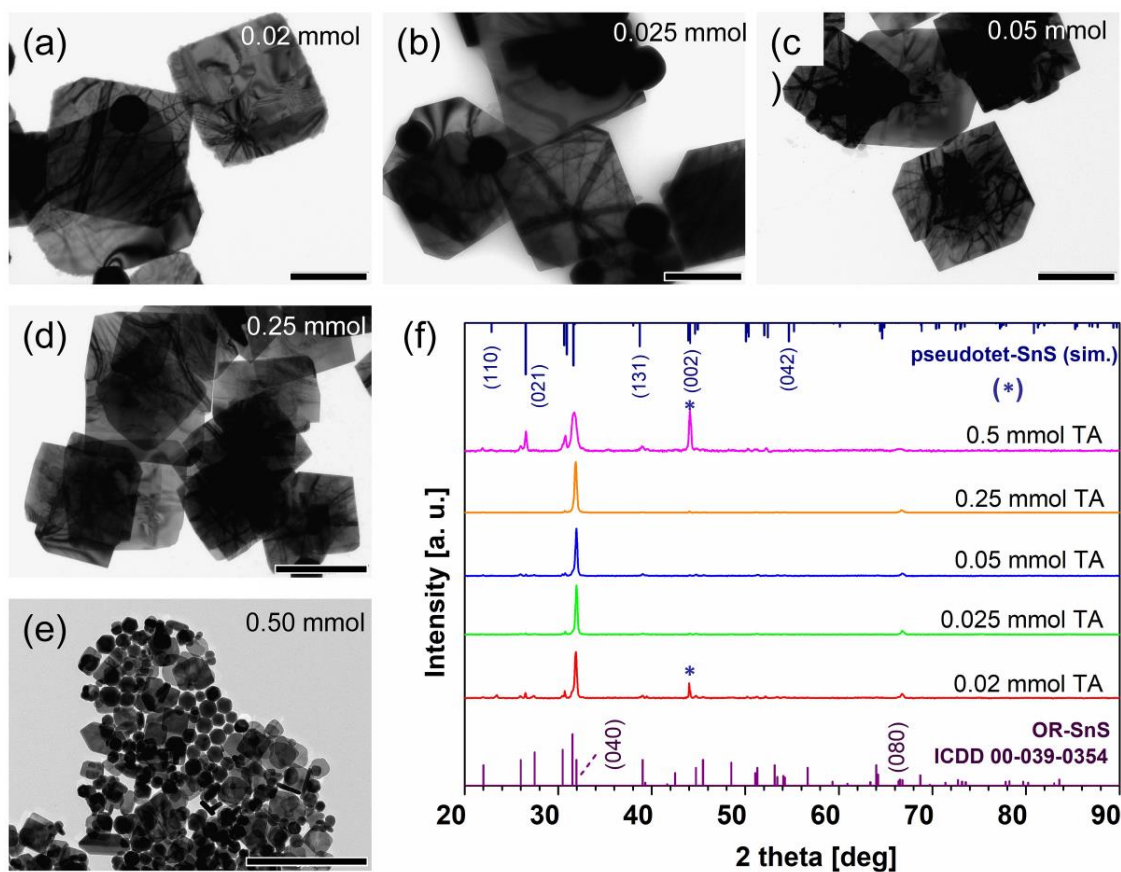 (a) 0.02 mmol
(b) 0.025 mmol
(c) 0.05 mmol
)
(d) 0.25 mmol
(e) 0.50 mmol
(f)
(110)
(021)
(131)
(002)
(042)
pseudotet-SnS (sim.)
(*)
*
0.5 mmol TA
0.25 mmol TA
0.05 mmol TA
0.025 mmol TA
*
0.02 mmol TA
OR-SnS
ICDD 00-039-0354
(040)
(080)
Intensity [a. u.]
20 30 40 50 60 70 80 90
2 theta [deg]